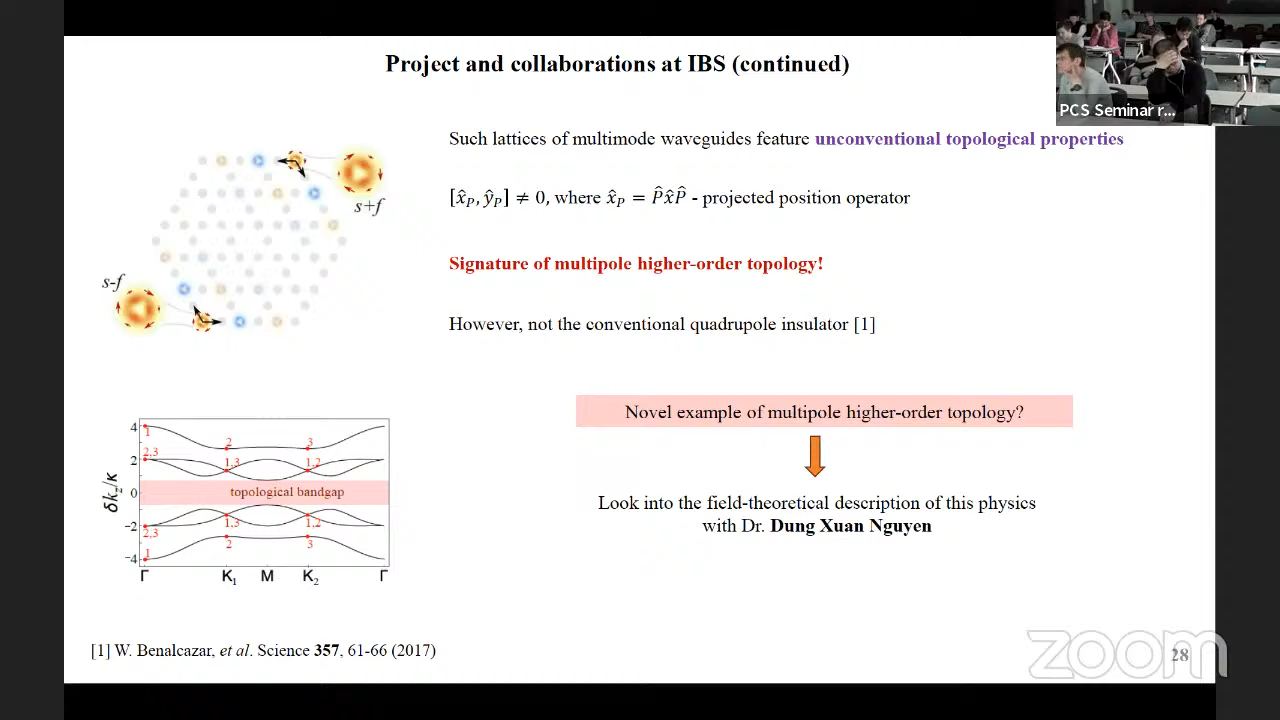 Project and collaborations at IBS (continued)
PCS Seminar r...
Such lattices of multimode waveguides feature unconventional topological properties
[x̂_P, ŷ_P] ≠ 0, where x̂_P = P̂x̂P̂ - projected position operator
s+f
Signature of multipole higher-order topology!
s-f
However, not the conventional quadrupole insulator [1]
Novel example of multipole higher-order topology?
Look into the field-theoretical description of this physics
with Dr. Dung Xuan Nguyen
δk_z/κ
4
2
0
−2
−4
1
2
3
2,3
1,3
1,2
topological bandgap
2,3
1,3
1,2
1
2
3
Γ K₁ M K₂ Γ
[1] W. Benalcazar, et al. Science 357, 61-66 (2017)
zoom
28